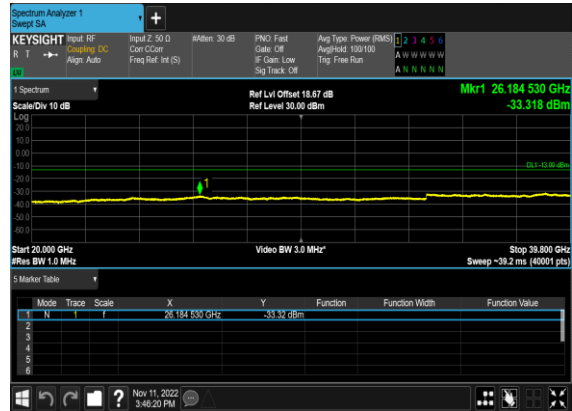 Spectrum Analyzer 1
Swept SA
+
KEYSIGHT Input: RF Input Z: 50 Ω #Atten: 30 dB PNO: Fast Avg Type: Power (RMS) 1 2 3 4 5 6
R T Coupling: DC Corr CCorr Gate: Off Avg|Hold: 100/100 A W W W W W
Align: Auto Freq Ref: Int (S) IF Gain: Low Trig: Free Run
Sig Track: Off A N N N N N
1 Spectrum Ref Lvl Offset 18.67 dB Mkr1 26.184 530 GHz
Scale/Div 10 dB Ref Level 30.00 dBm -33.318 dBm
Log
20.0
10.0
0.00
-10.0 DL1 -13.00 dBm
-20.0
-30.0 1
-40.0
-50.0
-60.0
Start 20.000 GHz Video BW 3.0 MHz* Stop 39.800 GHz
#Res BW 1.0 MHz Sweep ~39.2 ms (40001 pts)
5 Marker Table
Mode Trace Scale X Y Function Function Width Function Value
1 N 1 f 26.184 530 GHz -33.32 dBm
2
3
4
5
6
? Nov 11, 2022
3:46:20 PM